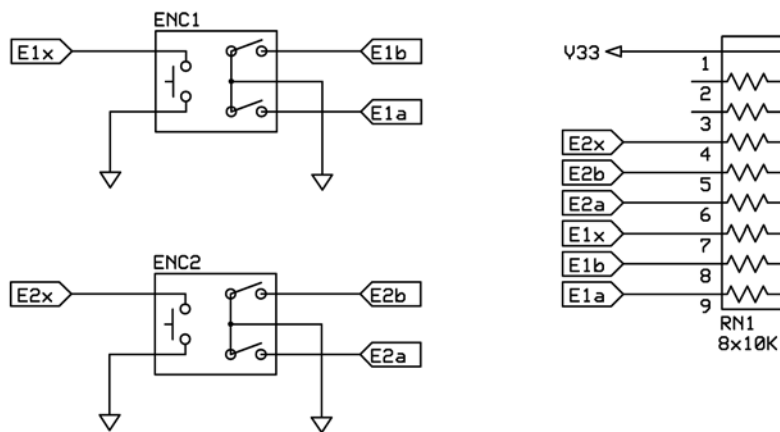 ENC1
E1x
E1b
E1a
ENC2
E2x
E2b
E2a
V33
1
2
3
E2x
4
E2b
5
E2a
6
E1x
7
E1b
8
E1a
9
RN1
8x10K